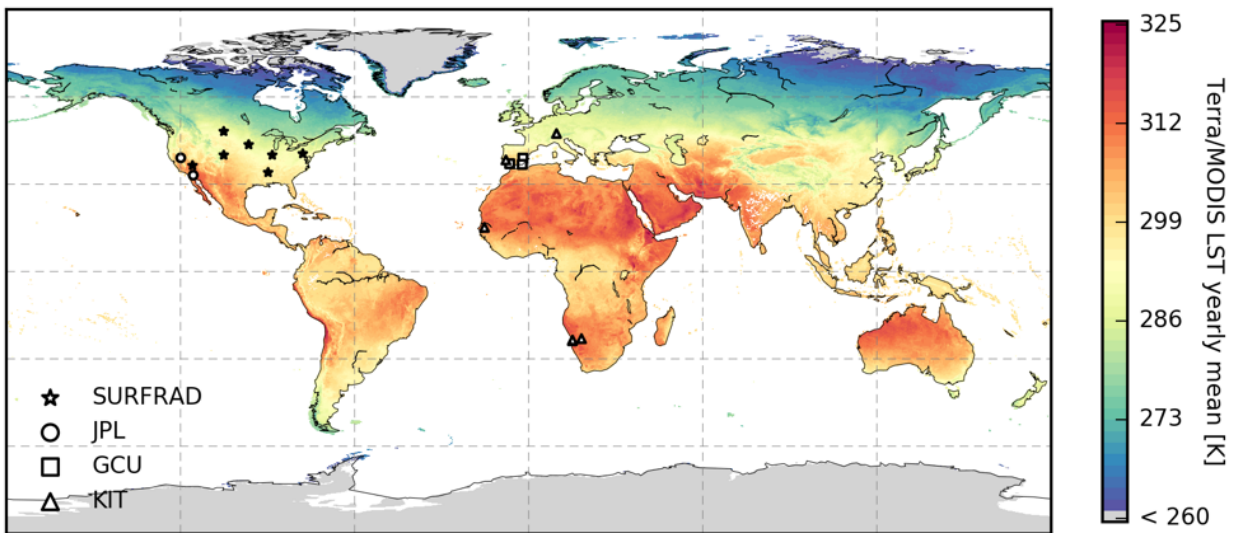 SURFRAD
JPL
GCU
KIT
325
312
299
286
273
< 260
Terra/MODIS LST yearly mean [K]